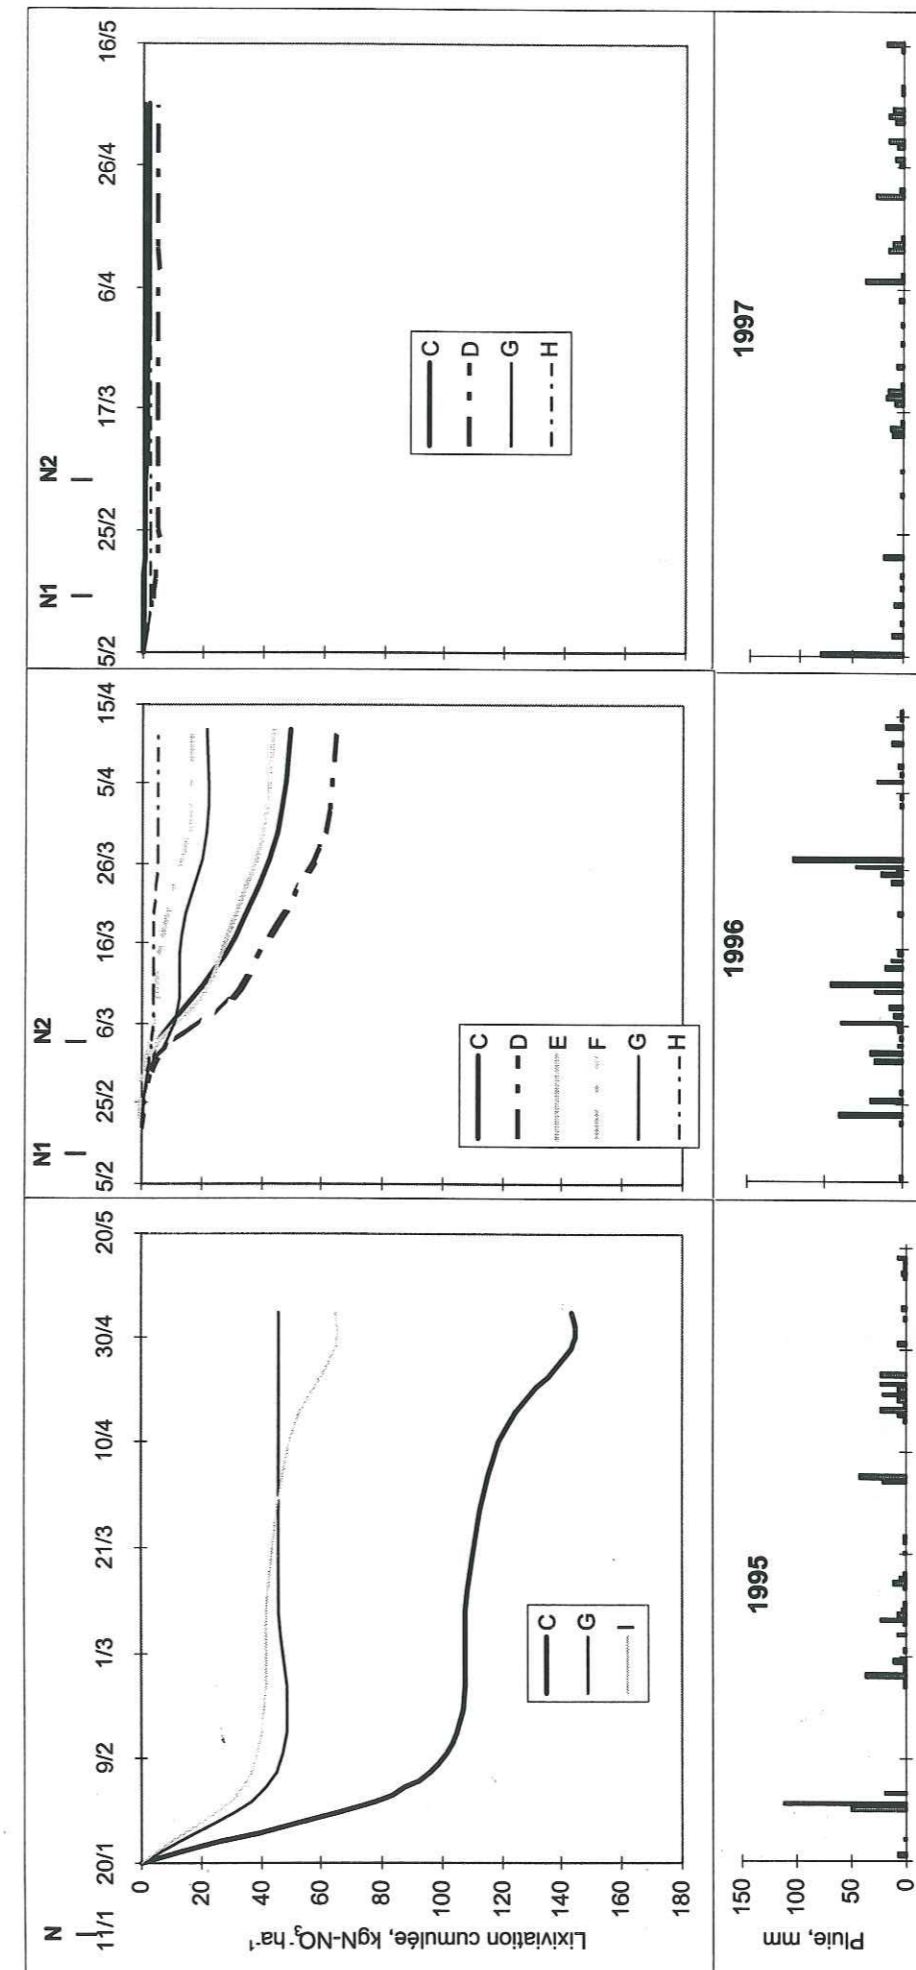 N
N1
N2
N1
N2
11/1
20/1
9/2
1/3
21/3
10/4
30/4
20/5
5/2
25/2
6/3
16/3
26/3
5/4
15/4
5/2
25/2
17/3
6/4
26/4
16/5
Lixiviation cumulée, kgN-NO₃⁻ha⁻¹
0
20
40
60
80
100
120
140
160
180
C
G
I
C
D
E
F
G
H
C
D
G
H
Pluie, mm
150
100
50
0
1995
1996
1997